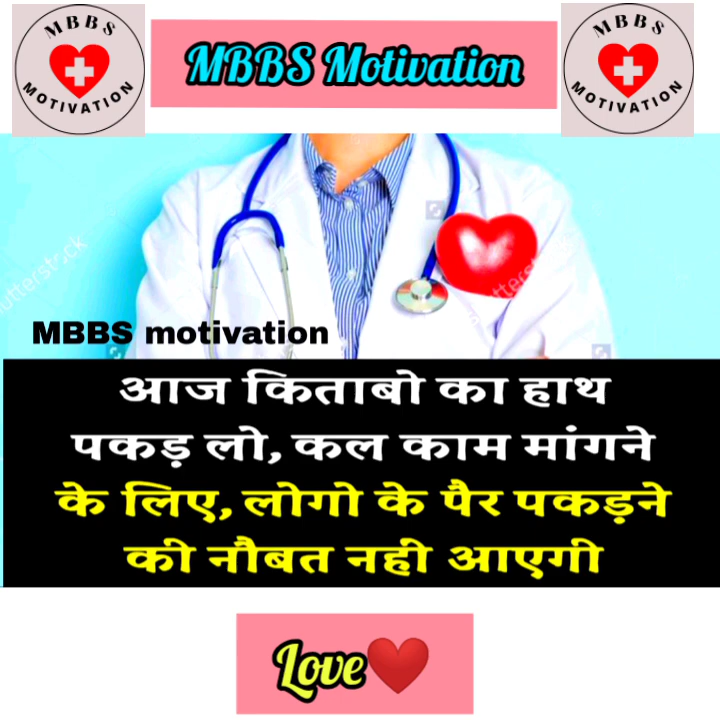 MBBS
MOTIVATION
MBBS Motivation
MBBS
MOTIVATION
MBBS motivation
आज किताबो का हाथ
पकड़ लो, कल काम मांगने
के लिए, लोगो के पैर पकड़ने
की नौबत नही आएगी
Love❤️